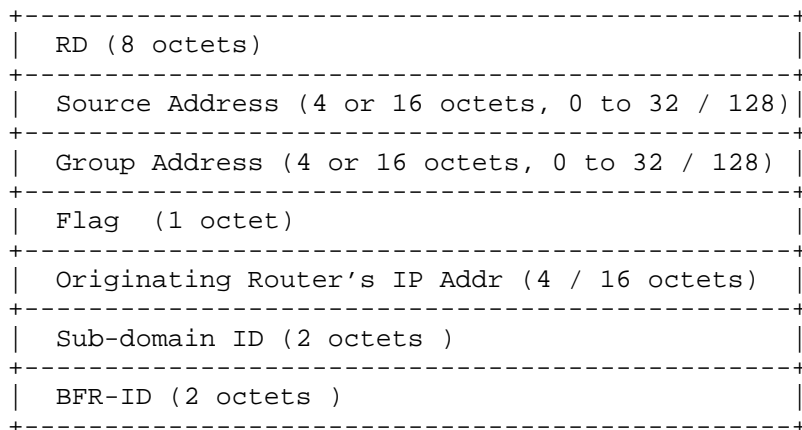 +-----------------------------------------------+
|  RD (8 octets)                                |
+-----------------------------------------------+
|  Source Address (4 or 16 octets, 0 to 32 / 128)|
+-----------------------------------------------+
|  Group Address (4 or 16 octets, 0 to 32 / 128) |
+-----------------------------------------------+
|  Flag  (1 octet)                              |
+-----------------------------------------------+
|  Originating Router’s IP Addr (4 / 16 octets)  |
+-----------------------------------------------+
|  Sub-domain ID (2 octets )                    |
+-----------------------------------------------+
|  BFR-ID (2 octets )                           |
+-----------------------------------------------+